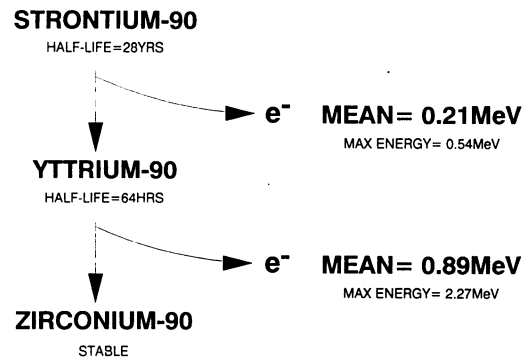 STRONTIUM-90
HALF-LIFE=28YRS
e- MEAN= 0.21MeV
MAX ENERGY= 0.54MeV
YTTRIUM-90
HALF-LIFE=64HRS
e- MEAN= 0.89MeV
MAX ENERGY= 2.27MeV
ZIRCONIUM-90
STABLE